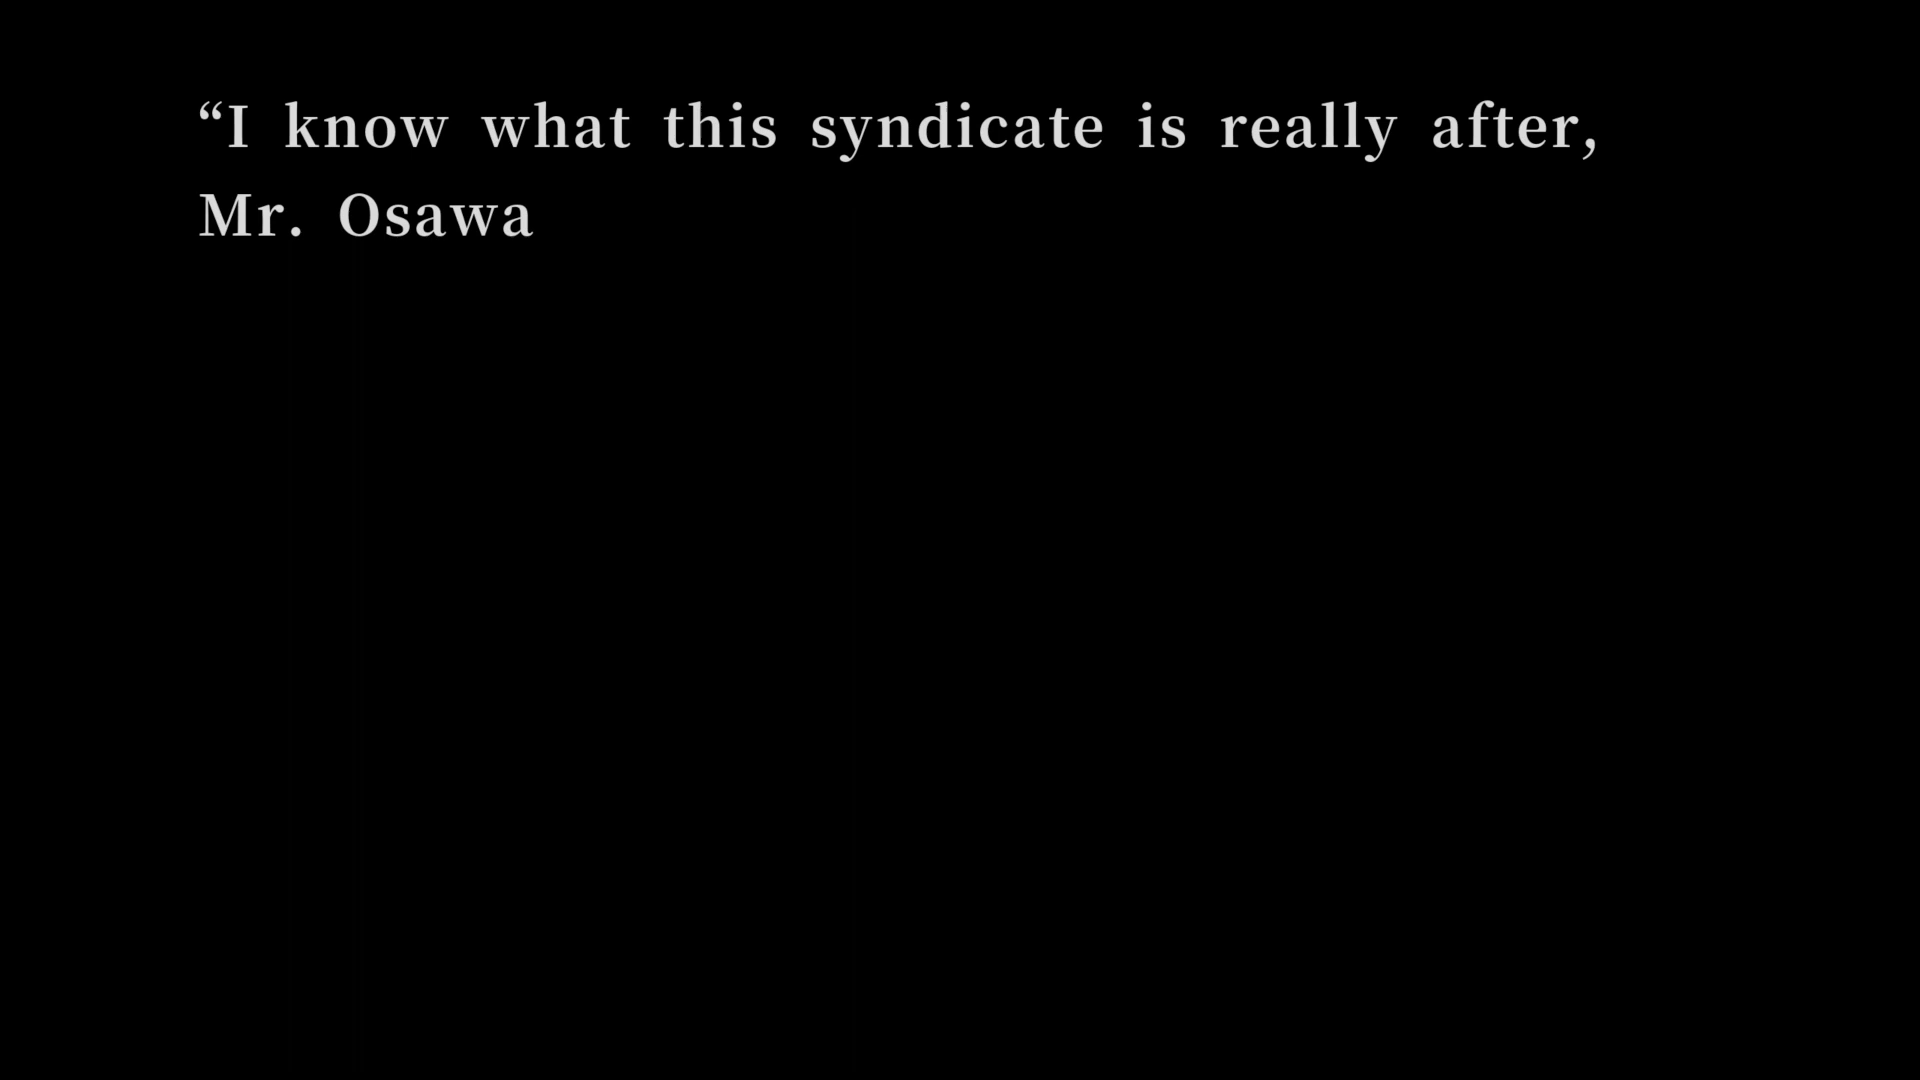 “I know what this syndicate is really after,
Mr. Osawa